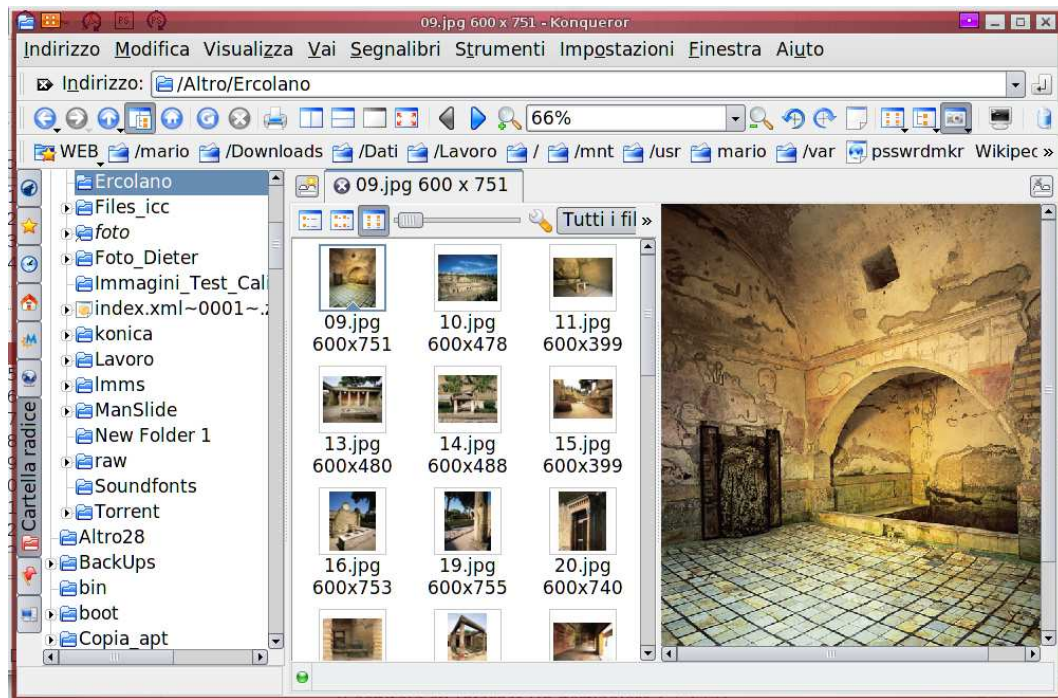 09.jpg 600 x 751 - Konqueror
Indirizzo Modifica Visualizza Vai Segnalibri Strumenti Impostazioni Finestra Aiuto
Indirizzo: /Altro/Ercolano
66%
WEB /mario /Downloads /Dati /Lavoro / /mnt /usr mario /var psswrdmkr Wikipec »
Cartella radice
Ercolano
Files_icc
foto
Foto_Dieter
Immagini_Test_Cali
index.xml~0001~.z
konica
Lavoro
lmms
ManSlide
New Folder 1
raw
Soundfonts
Torrent
Altro28
BackUps
bin
boot
Copia_apt
09.jpg 600 x 751
Tutti i fil »
09.jpg 10.jpg 11.jpg
600x751 600x478 600x399
13.jpg 14.jpg 15.jpg
600x480 600x488 600x399
16.jpg 19.jpg 20.jpg
600x753 600x755 600x740